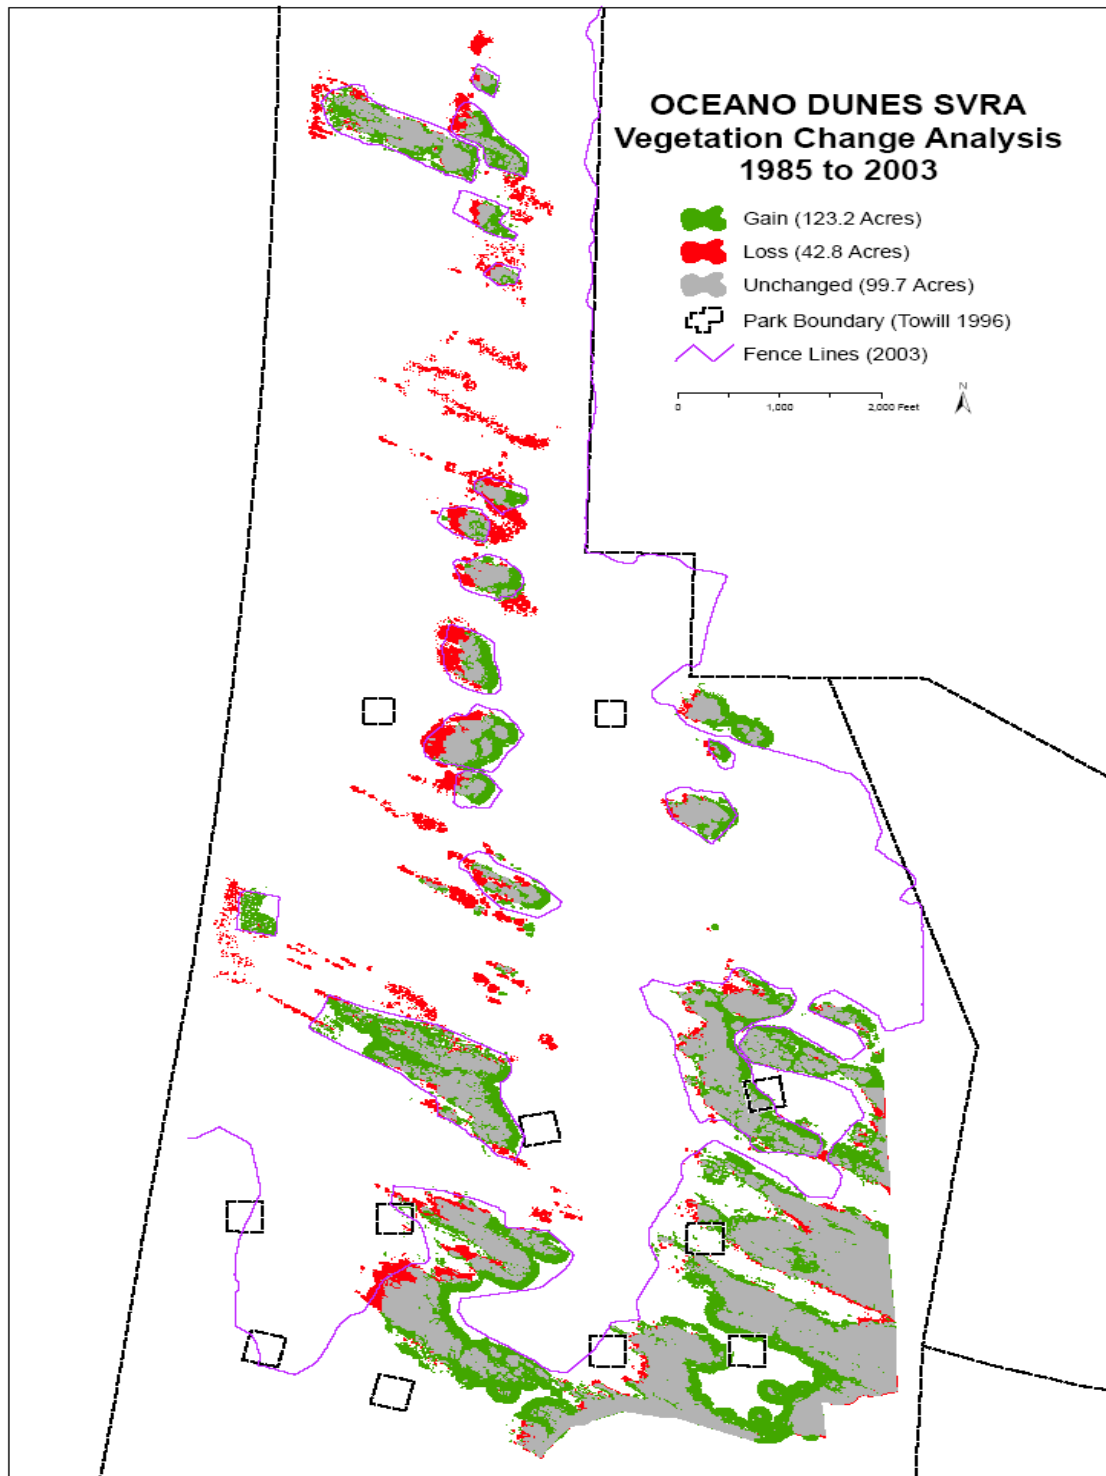 OCEANO DUNES SVRA
Vegetation Change Analysis
1985 to 2003
Gain (123.2 Acres)
Loss (42.8 Acres)
Unchanged (99.7 Acres)
Park Boundary (Towill 1996)
Fence Lines (2003)
N
0 1,000 2,000 Feet